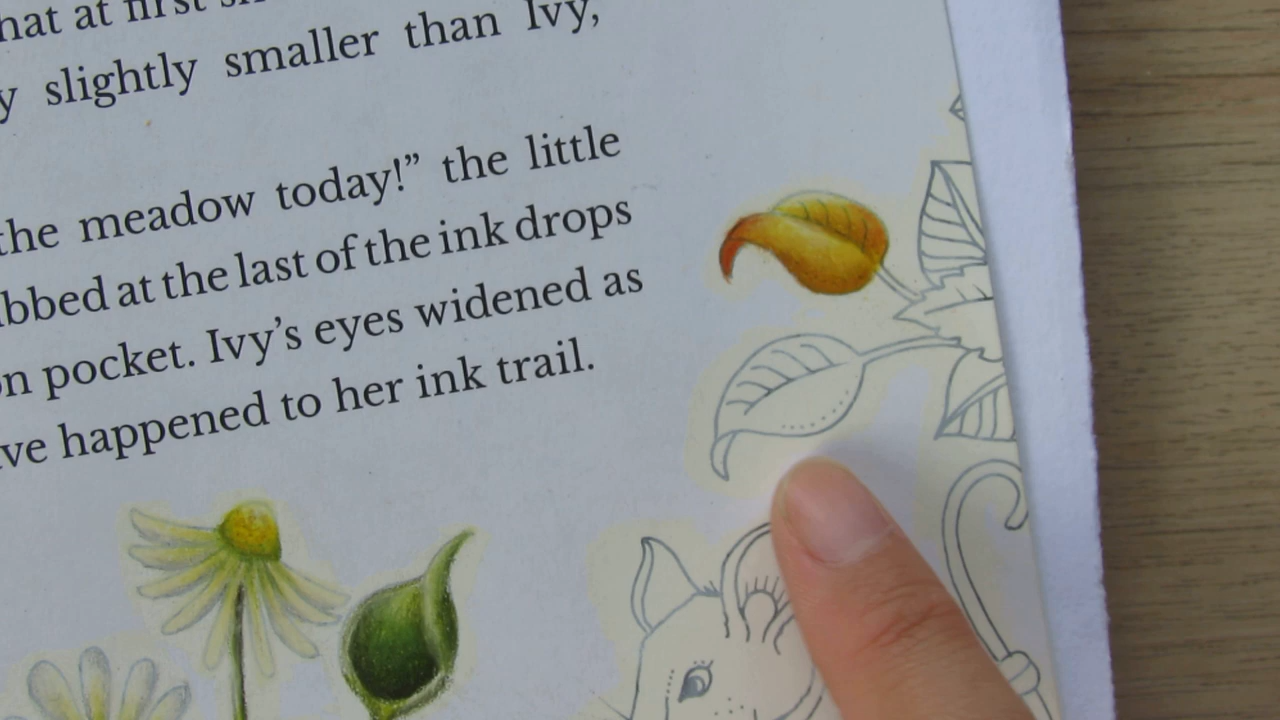 hat at first
y slightly smaller than Ivy,
the meadow today!” the little
bbed at the last of the ink drops
n pocket. Ivy’s eyes widened as
ve happened to her ink trail.